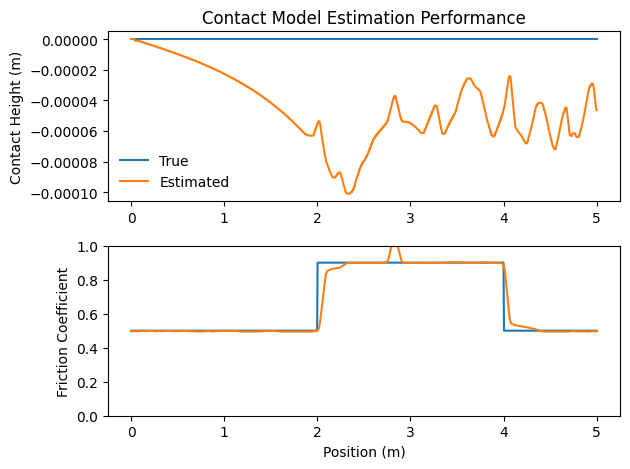 Contact Model Estimation Performance
Contact Height (m)
0.00000
−0.00002
−0.00004
−0.00006
−0.00008
−0.00010
True
Estimated
0 1 2 3 4 5
Friction Coefficient
1.0
0.8
0.6
0.4
0.2
0.0
0 1 2 3 4 5
Position (m)